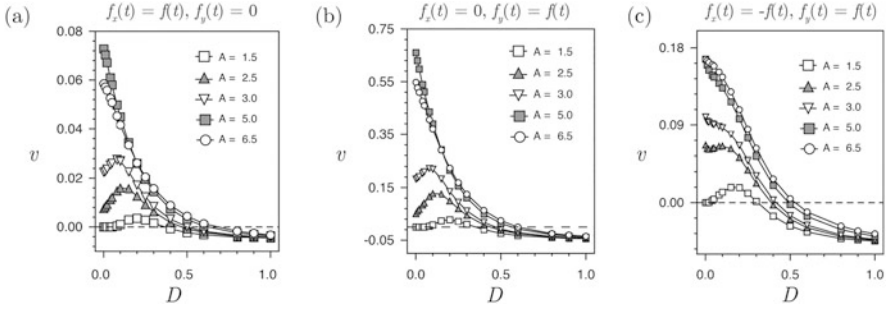 (a)
f_x(t) = f(t), f_y(t) = 0
0.08
0.06
0.04
0.02
0.00
v
A = 1.5
A = 2.5
A = 3.0
A = 5.0
A = 6.5
0.0 0.5 1.0
D
(b)
f_x(t) = 0, f_y(t) = f(t)
0.75
0.55
0.35
0.15
-0.05
v
A = 1.5
A = 2.5
A = 3.0
A = 5.0
A = 6.5
0.0 0.5 1.0
D
(c)
f_x(t) = -f(t), f_y(t) = f(t)
0.18
0.09
0.00
v
A = 1.5
A = 2.5
A = 3.0
A = 5.0
A = 6.5
0.0 0.5 1.0
D